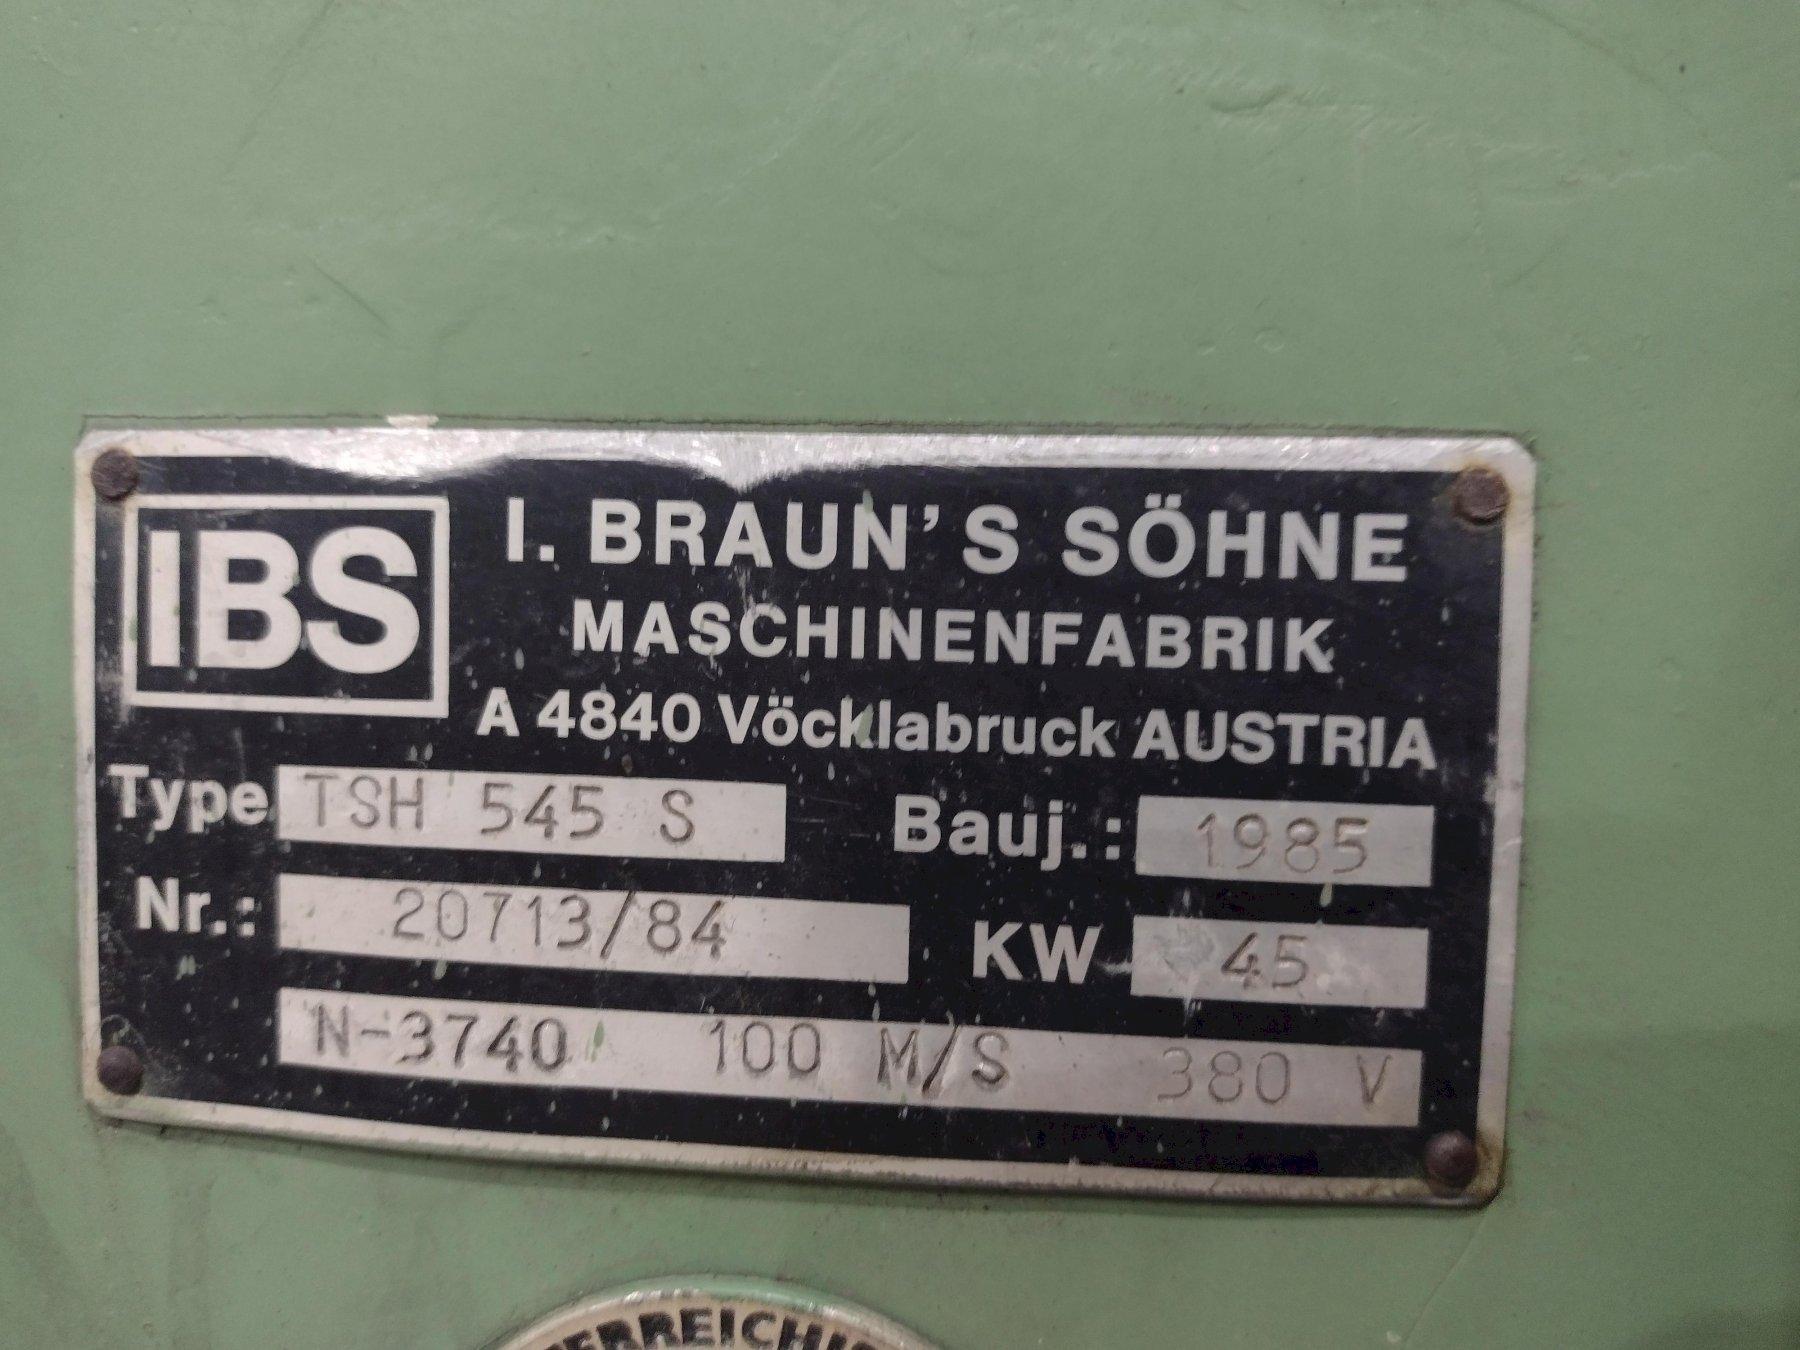 IBS
I. BRAUN'S SÖHNE
MASCHINENFABRIK
A 4840 Vöcklabruck AUSTRIA
Type TSH 545 S Bauj.: 1985
Nr.: 20713/84 KW 45
N-3740 100 M/S 380 V